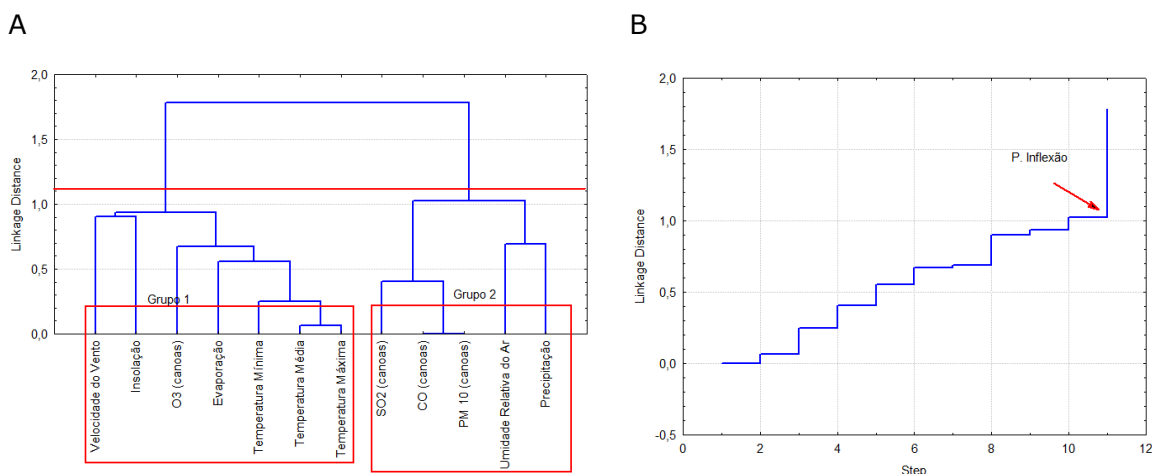 A
B
2,0
1,5
1,0
0,5
0,0
Linkage Distance
Grupo 1
Grupo 2
Velocidade do Vento
Insolação
O3 (canoas)
Evaporação
Temperatura Mínima
Temperatura Média
Temperatura Máxima
SO2 (canoas)
CO (canoas)
PM 10 (canoas)
Umidade Relativa do Ar
Precipitação
2,0
1,5
1,0
0,5
0,0
-0,5
Linkage Distance
P. Inflexão
0 2 4 6 8 10 12
Step